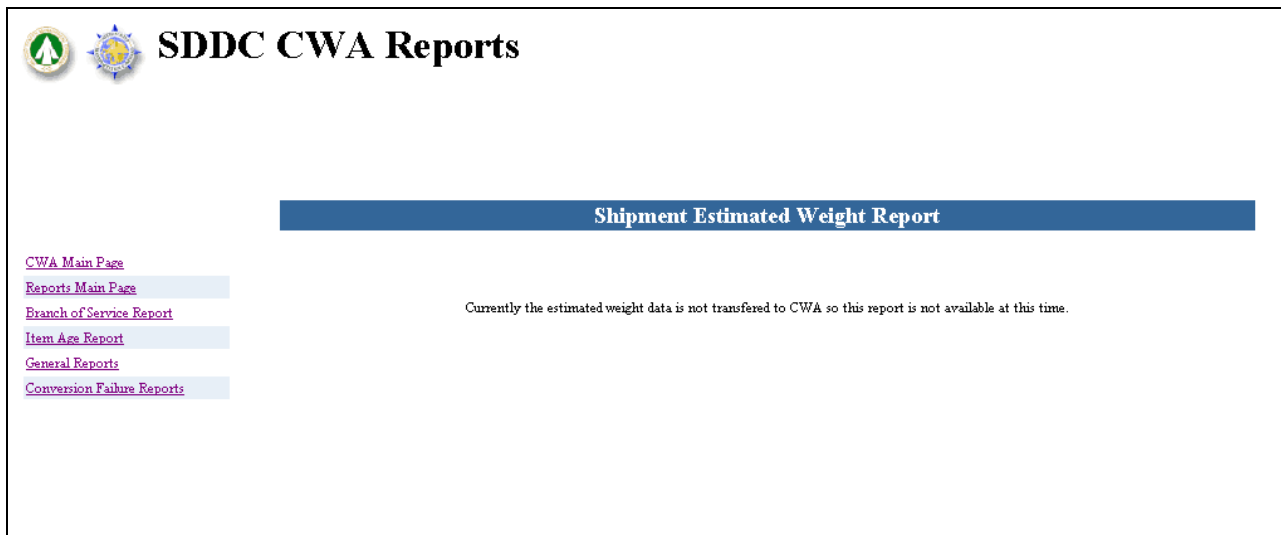 SDDC CWA Reports
Shipment Estimated Weight Report
CWA Main Page
Reports Main Page
Branch of Service Report
Item Age Report
General Reports
Conversion Failure Reports
Currently the estimated weight data is not transfered to CWA so this report is not available at this time.